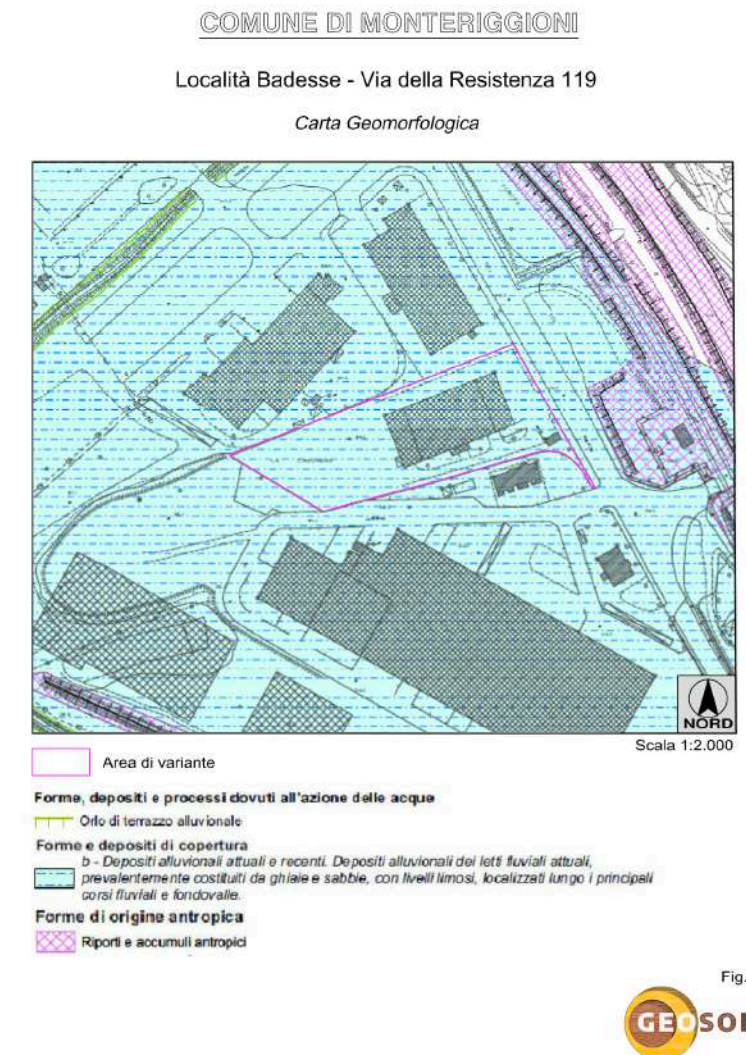 COMUNE DI MONTERIGGIONI
Località Badesse - Via della Resistenza 119
Carta Geomorfologica
NORD
Scala 1:2.000
Area di variante
Forme, depositi e processi dovuti all'azione delle acque
Orlo di terrazzo alluvionale
Forme e depositi di copertura
b - Depositi alluvionali attuali e recenti. Depositi alluvionali dei letti fluviali attuali,
prevalentemente costituiti da ghiaie e sabbie, con livelli limosi, localizzati lungo i principali
corsi fluviali e fondovalle.
Forme di origine antropica
Riporti e accumuli antropici
Fig.
GEOSOL